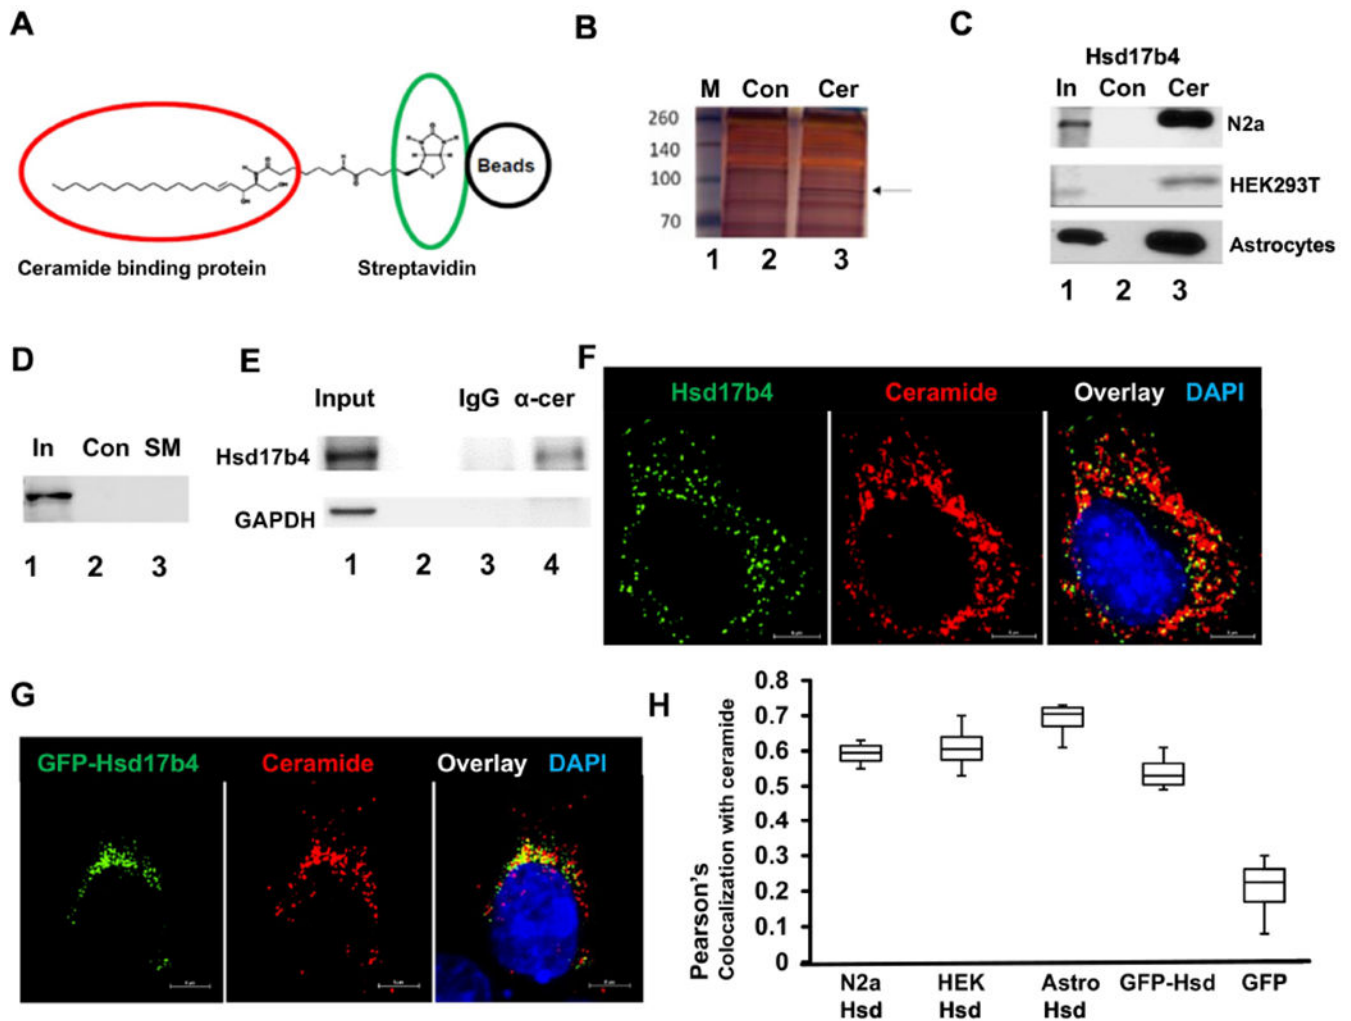 A
Beads
Ceramide binding protein
Streptavidin
B
M Con Cer
260
140
100
70
1 2 3
C
Hsd17b4
In Con Cer
N2a
HEK293T
Astrocytes
1 2 3
D
In Con SM
1 2 3
E
Input IgG α-cer
Hsd17b4
GAPDH
1 2 3 4
F
Hsd17b4 Ceramide Overlay DAPI
G
GFP-Hsd17b4 Ceramide Overlay DAPI
H
Pearson's
Colocalization with ceramide
0.8
0.7
0.6
0.5
0.4
0.3
0.2
0.1
0
N2a Hsd
HEK Hsd
Astro Hsd
GFP-Hsd
GFP